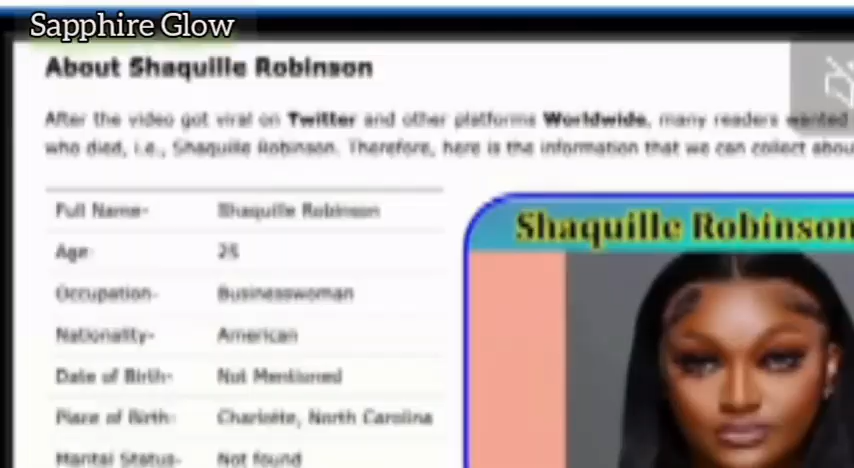 Sapphire Glow
About Shaquille Robinson
After the video got viral on Twitter and other platforms Worldwide, many readers wanted
who died, i.e., Shaquille Robinson. Therefore, here is the information that we can collect abou
Full Name- Shaquille Robinson
Age: 25
Occupation- Businesswoman
Nationality- American
Date of Birth- Not Mentioned
Place of Birth: Charlotte, North Carolina
Marital Status- Not found
Shaquille Robinson